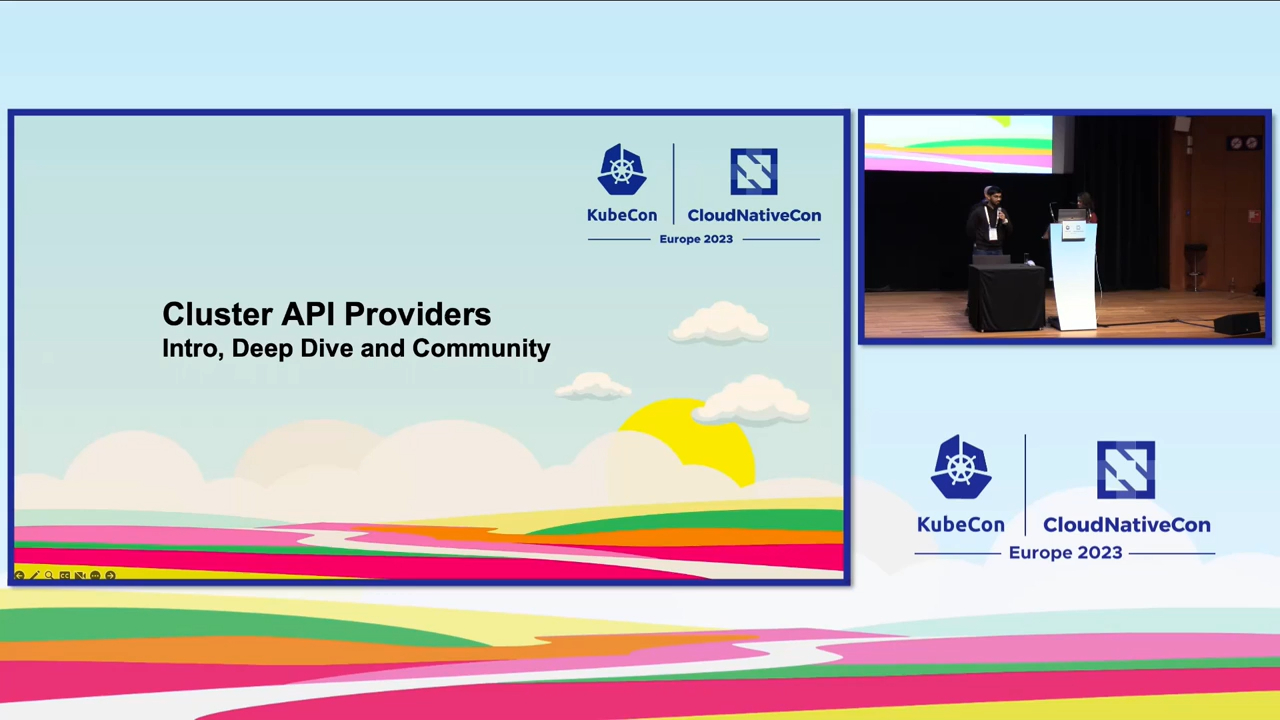 KubeCon
CloudNativeCon
Europe 2023
Cluster API Providers
Intro, Deep Dive and Community
KubeCon
CloudNativeCon
Europe 2023